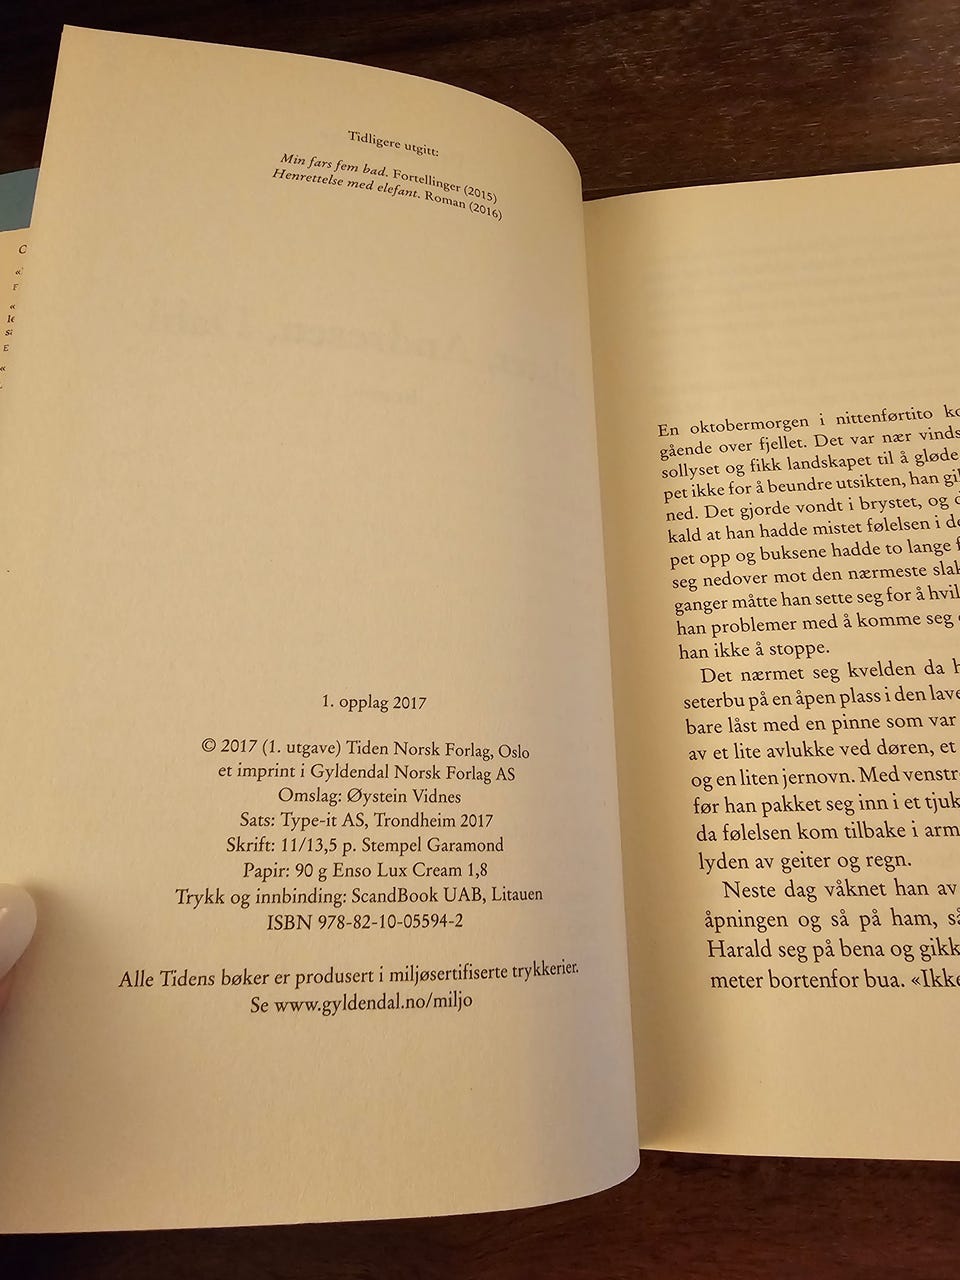 Tidligere utgitt:
Min fars fem bad. Fortellinger (2015)
Henrettelse med elefant. Roman (2016)
1. opplag 2017
© 2017 (1. utgave) Tiden Norsk Forlag, Oslo
et imprint i Gyldendal Norsk Forlag AS
Omslag: Øystein Vidnes
Sats: Type-it AS, Trondheim 2017
Skrift: 11/13,5 p. Stempel Garamond
Papir: 90 g Enso Lux Cream 1,8
Trykk og innbinding: ScandBook UAB, Litauen
ISBN 978-82-10-05594-2
Alle Tidens bøker er produsert i miljøsertifiserte trykkerier.
Se www.gyldendal.no/miljo
En oktobermorgen i nittenførtito
gående over fjellet. Det var nær
sollyset og fikk landskapet til å gløde
pet ikke for å beundre utsikten, han
ned. Det gjorde vondt i brystet, og
kald at han hadde mistet følelsen i
pet opp og buksene hadde to lange
seg nedover mot den nærmeste
ganger måtte han sette seg for å
han problemer med å komme seg
han ikke å stoppe.
Det nærmet seg kvelden da
seterbu på en åpen plass i den
bare låst med en pinne som var
av et lite avlukke ved døren, et
og en liten jernovn. Med
før han pakket seg inn i et
da følelsen kom tilbake i
lyden av geiter og regn.
Neste dag våknet han av
åpningen og så på ham,
Harald seg på bena og gikk
meter bortenfor bua.